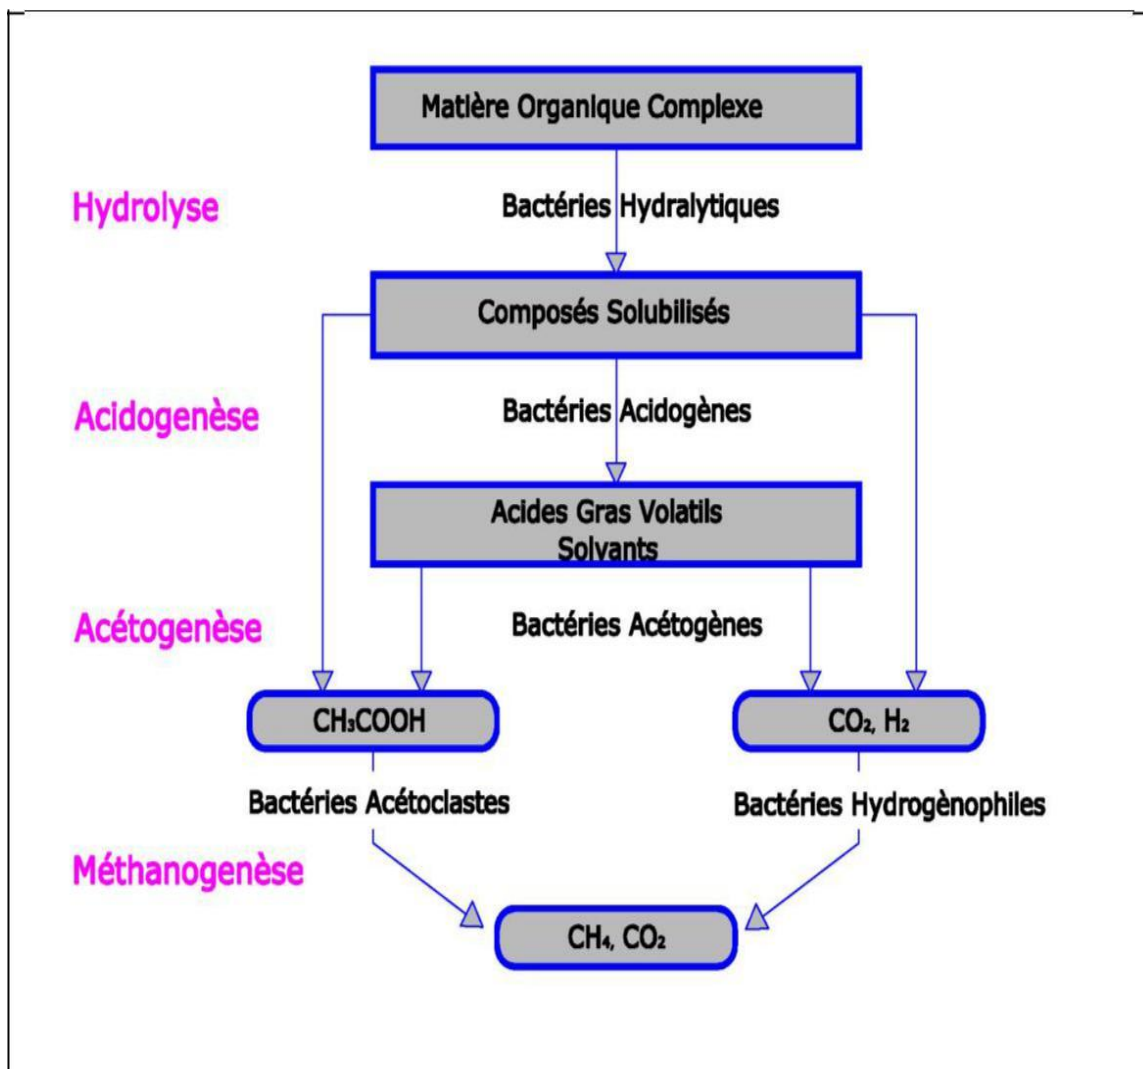 Matière Organique Complexe
Hydrolyse
Bactéries Hydralytiques
Composés Solubilisés
Acidogenèse
Bactéries Acidogènes
Acides Gras Volatils
Solvants
Acétogenèse
Bactéries Acétogènes
CH₃COOH
CO₂, H₂
Bactéries Acétoclastes
Bactéries Hydrogènophiles
Méthanogenèse
CH₄, CO₂